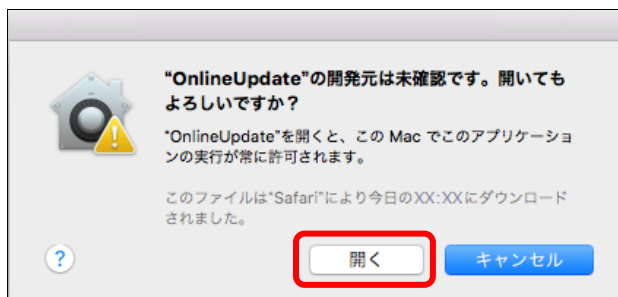 “OnlineUpdate”の開発元は未確認です。開いても
よろしいですか？
“OnlineUpdate”を開くと、この Mac でこのアプリケーショ
ンの実行が常に許可されます。
このファイルは“Safari”により今日のXX:XXにダウンロード
されました。
?
開く
キャンセル